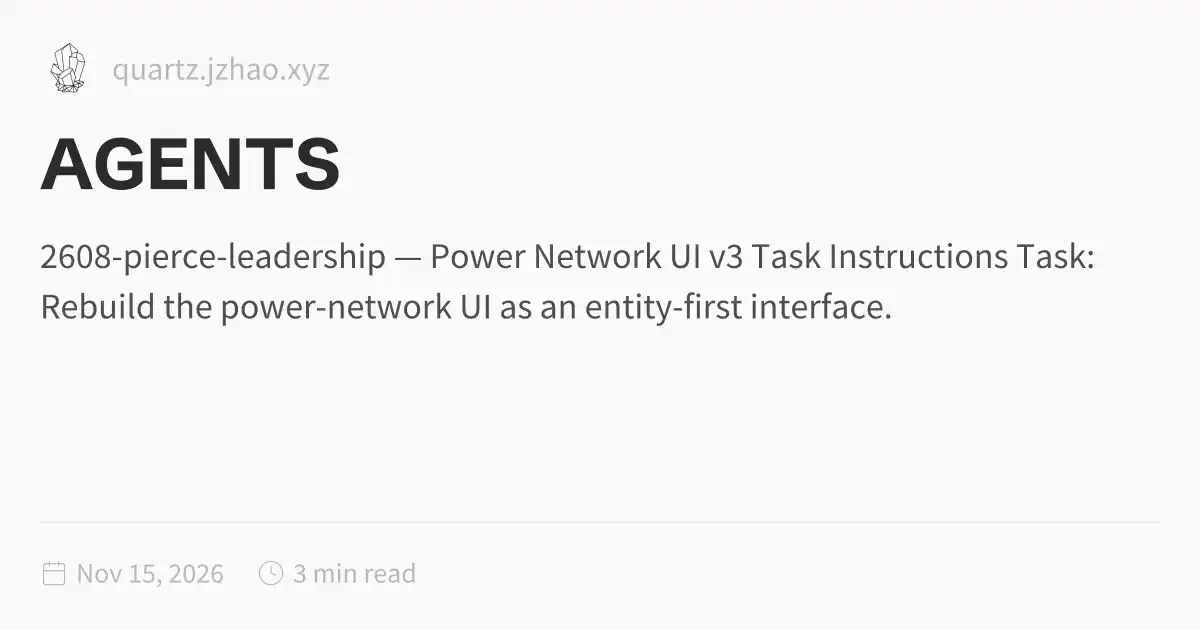 quartz.jzhao.xyz
AGENTS
2608-pierce-leadership — Power Network UI v3 Task Instructions Task:
Rebuild the power-network UI as an entity-first interface.
Nov 15, 2026 3 min read